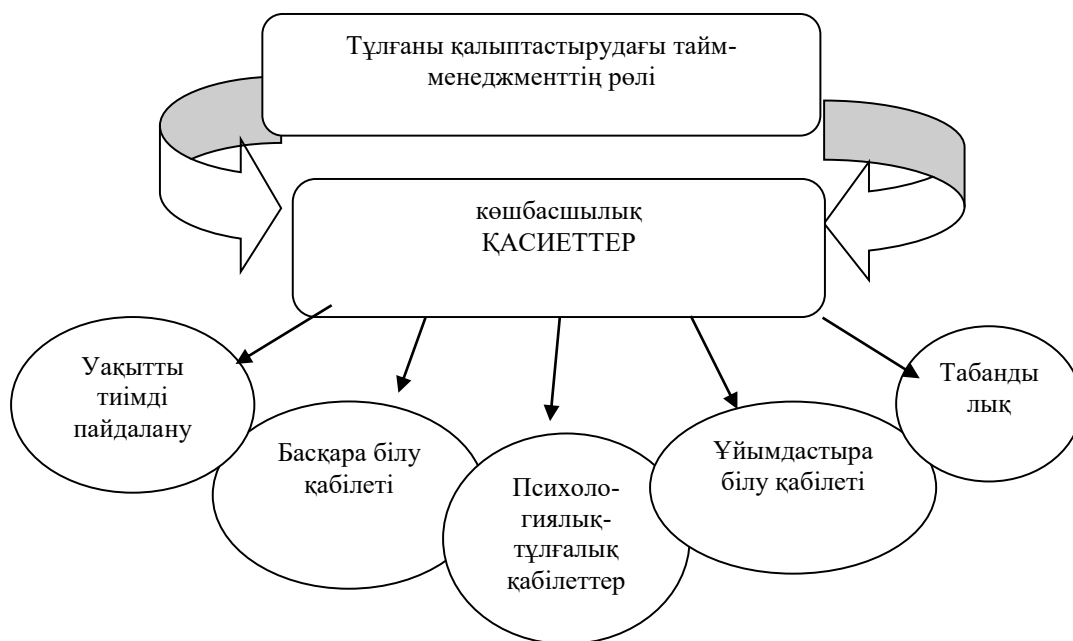 Тұлғаны қалыптастырудағы тайм-
менеджменттің рөлі
көшбасшылық
ҚАСИЕТТЕР
Уақытты
тиімді
пайдалану
Басқара білу
қабілеті
Психоло-
гиялық-
тұлғалық
қабілеттер
Ұйымдастыра
білу қабілеті
Табанды
лық